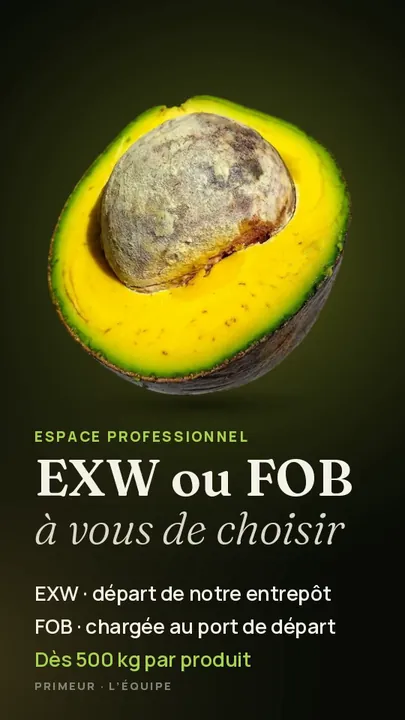 ESPACE PROFESSIONNEL
EXW ou FOB
à vous de choisir
EXW · départ de notre entrepôt
FOB · chargée au port de départ
Dès 500 kg par produit
PRIMEUR · L'ÉQUIPE